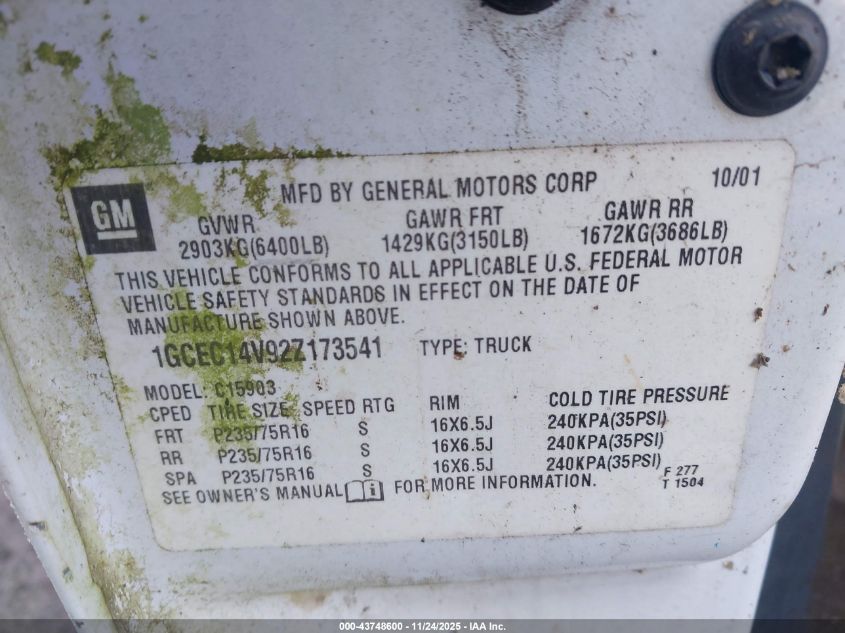 GM
MFD BY GENERAL MOTORS CORP 10/01
GVWR GAWR FRT GAWR RR
2903KG(6400LB) 1429KG(3150LB) 1672KG(3686LB)
THIS VEHICLE CONFORMS TO ALL APPLICABLE U.S. FEDERAL MOTOR
VEHICLE SAFETY STANDARDS IN EFFECT ON THE DATE OF
MANUFACTURE SHOWN ABOVE.
1GCEC14V92Z173541 TYPE: TRUCK
MODEL: C15903
CPED TIRE SIZE SPEED RTG RIM COLD TIRE PRESSURE
FRT P235/75R16 S 16X6.5J 240KPA(35PSI)
RR P235/75R16 S 16X6.5J 240KPA(35PSI)
SPA P235/75R16 S 16X6.5J 240KPA(35PSI)
SEE OWNER'S MANUAL i FOR MORE INFORMATION.
F 277
T 1504
000-43748600 - 11/24/2025 - IAA Inc.